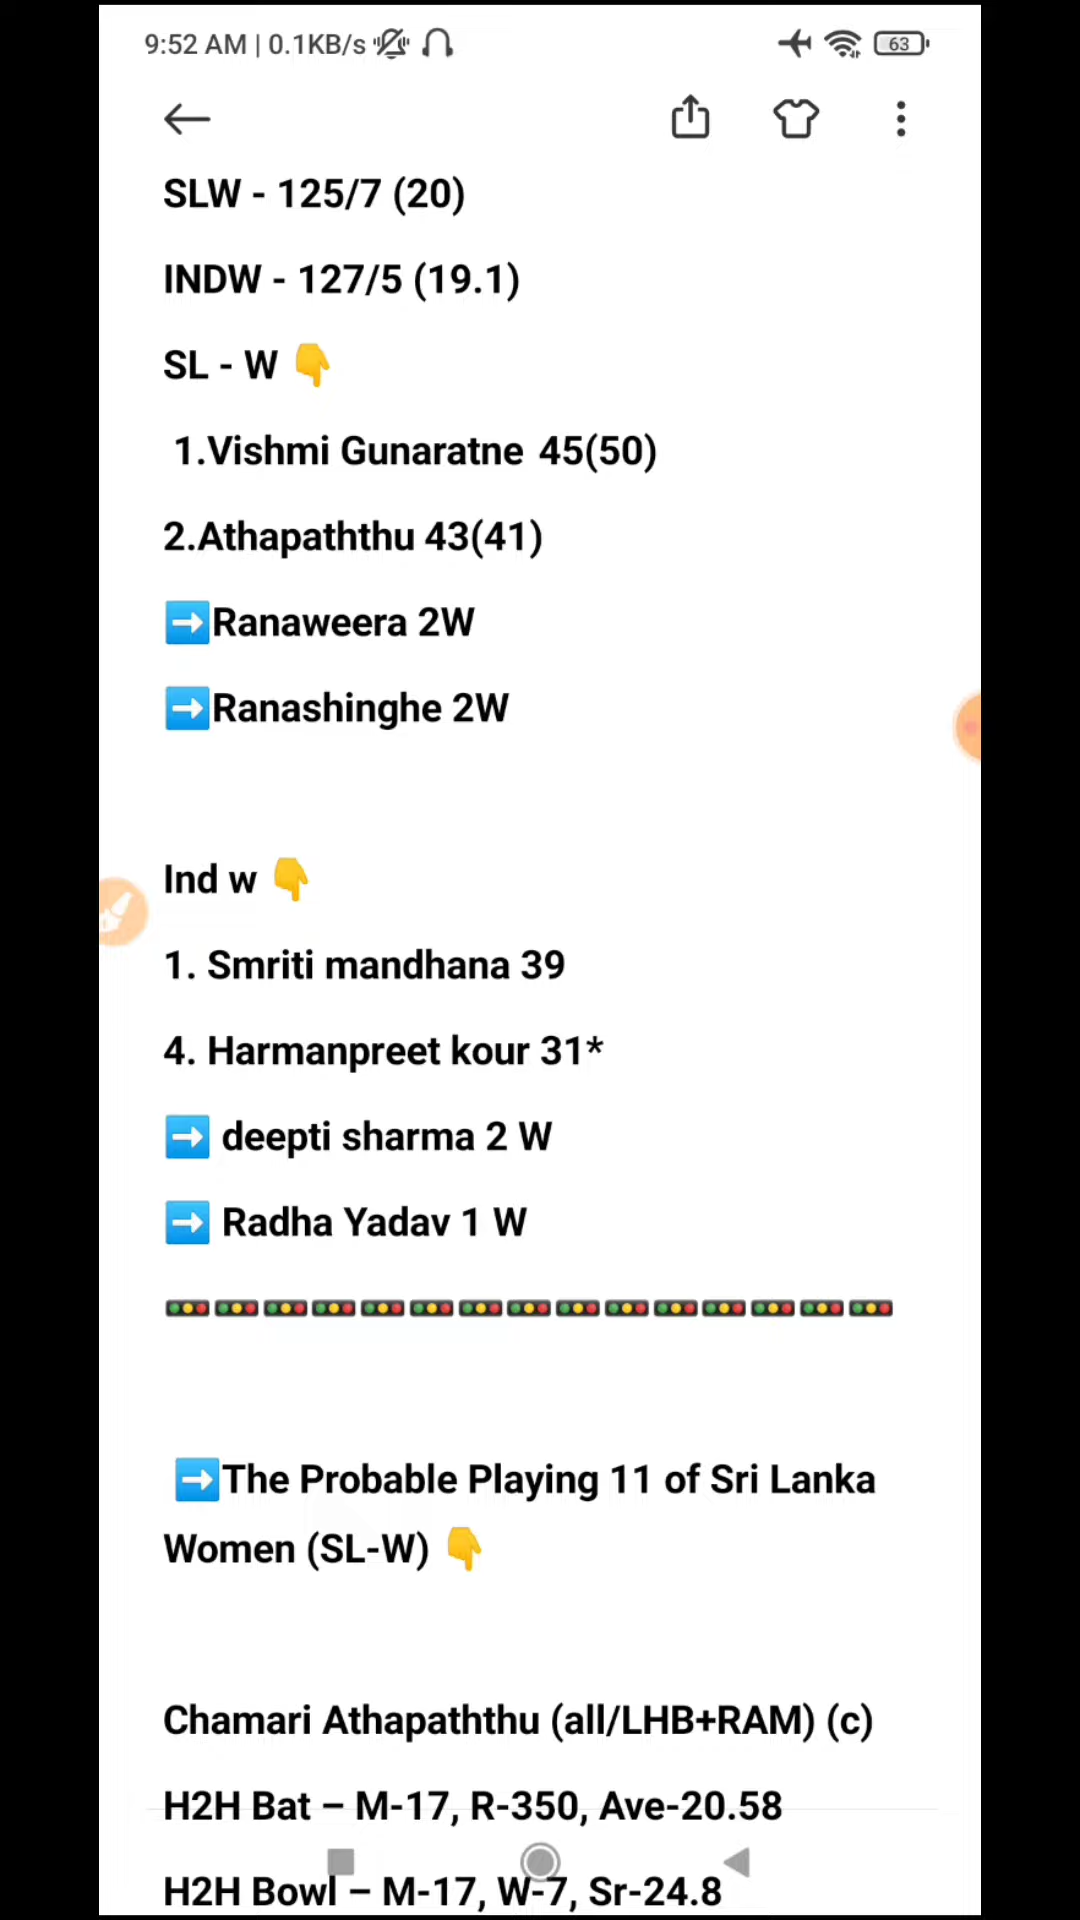 9:52 AM | 0.1KB/s
63
SLW - 125/7 (20)
INDW - 127/5 (19.1)
SL - W 👇
1.Vishmi Gunaratne 45(50)
2.Athapaththu 43(41)
➡️Ranaweera 2W
➡️Ranashinghe 2W
Ind w 👇
1. Smriti mandhana 39
4. Harmanpreet kour 31*
➡️ deepti sharma 2 W
➡️ Radha Yadav 1 W
🚥🚥🚥🚥🚥🚥🚥🚥🚥🚥🚥🚥🚥🚥🚥
➡️The Probable Playing 11 of Sri Lanka
Women (SL-W) 👇
Chamari Athapaththu (all/LHB+RAM) (c)
H2H Bat – M-17, R-350, Ave-20.58
H2H Bowl – M-17, W-7, Sr-24.8